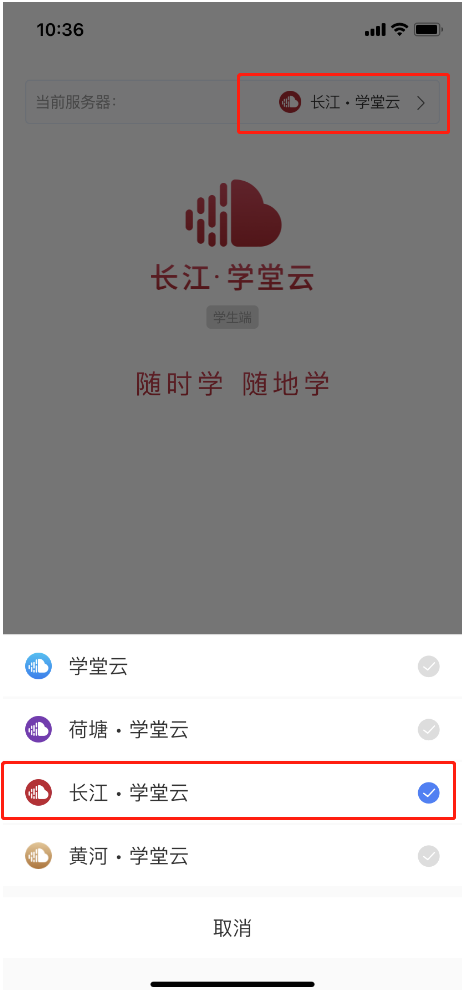 10:36
当前服务器： 长江·学堂云
长江·学堂云
学生端
随时学 随地学
学堂云
荷塘·学堂云
长江·学堂云
黄河·学堂云
取消